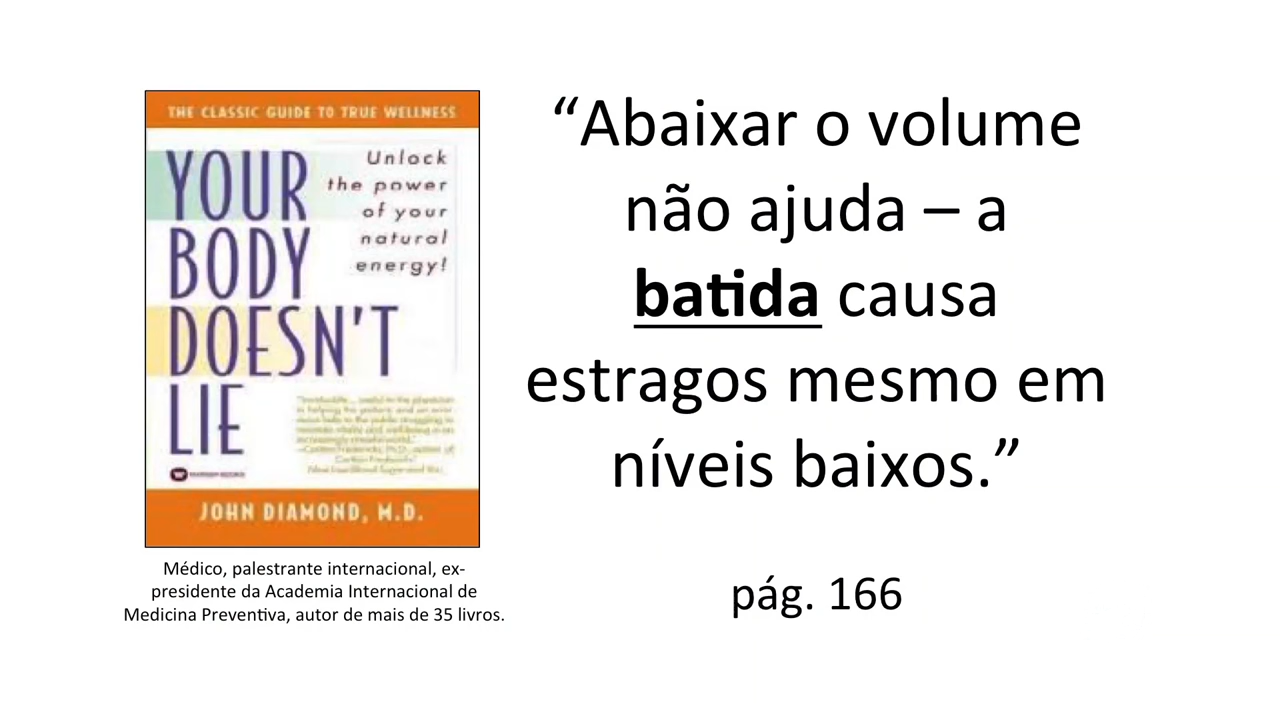 THE CLASSIC GUIDE TO TRUE WELLNESS
YOUR
BODY
DOESN'T
LIE
Unlock
the power
of your
natural
energy!
JOHN DIAMOND, M.D.
Médico, palestrante internacional, ex-
presidente da Academia Internacional de
Medicina Preventiva, autor de mais de 35 livros.
“Abaixar o volume
não ajuda – a
batida causa
estragos mesmo em
níveis baixos.”
pág. 166